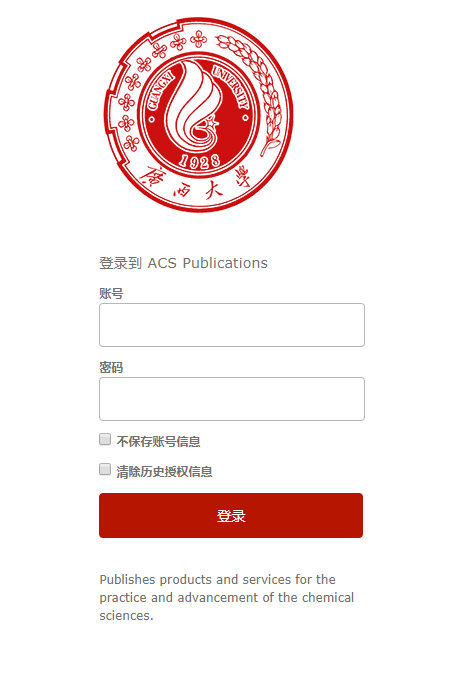 GUANGXI UNIVERSITY
1928
廣西大學
登录到 ACS Publications
账号
密码
不保存账号信息
清除历史授权信息
登录
Publishes products and services for the
practice and advancement of the chemical
sciences.